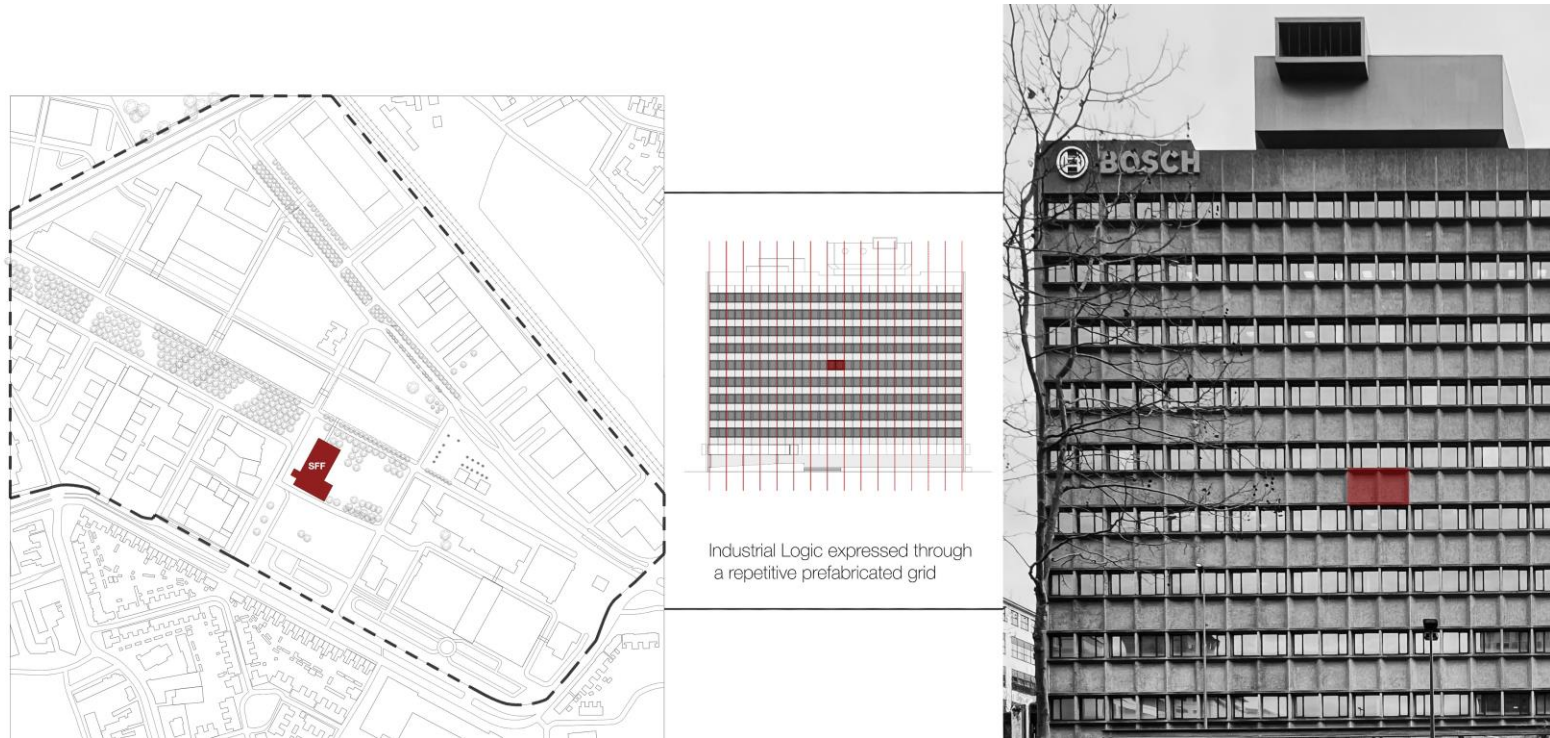 SFF
Industrial Logic expressed through
a repetitive prefabricated grid
BOSCH